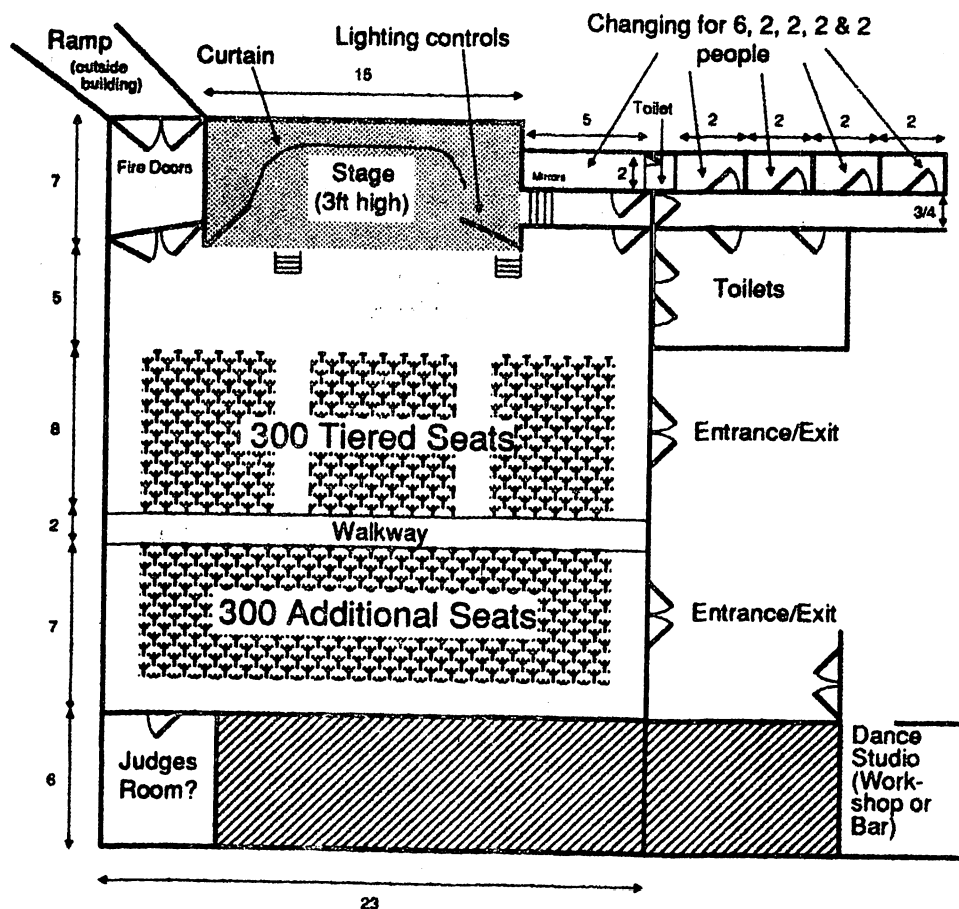 Ramp
(outside
building)
Curtain
Lighting controls
15
Changing for 6, 2, 2, 2 & 2
people
Toilet
5
2
2
2
2
7
Fire Doors
Stage
(3ft high)
Mirrors
2
3/4
Toilets
5
8
300 Tiered Seats
Entrance/Exit
2
Walkway
7
300 Additional Seats
Entrance/Exit
6
Judges
Room?
Dance
Studio
(Work-
shop or
Bar)
23